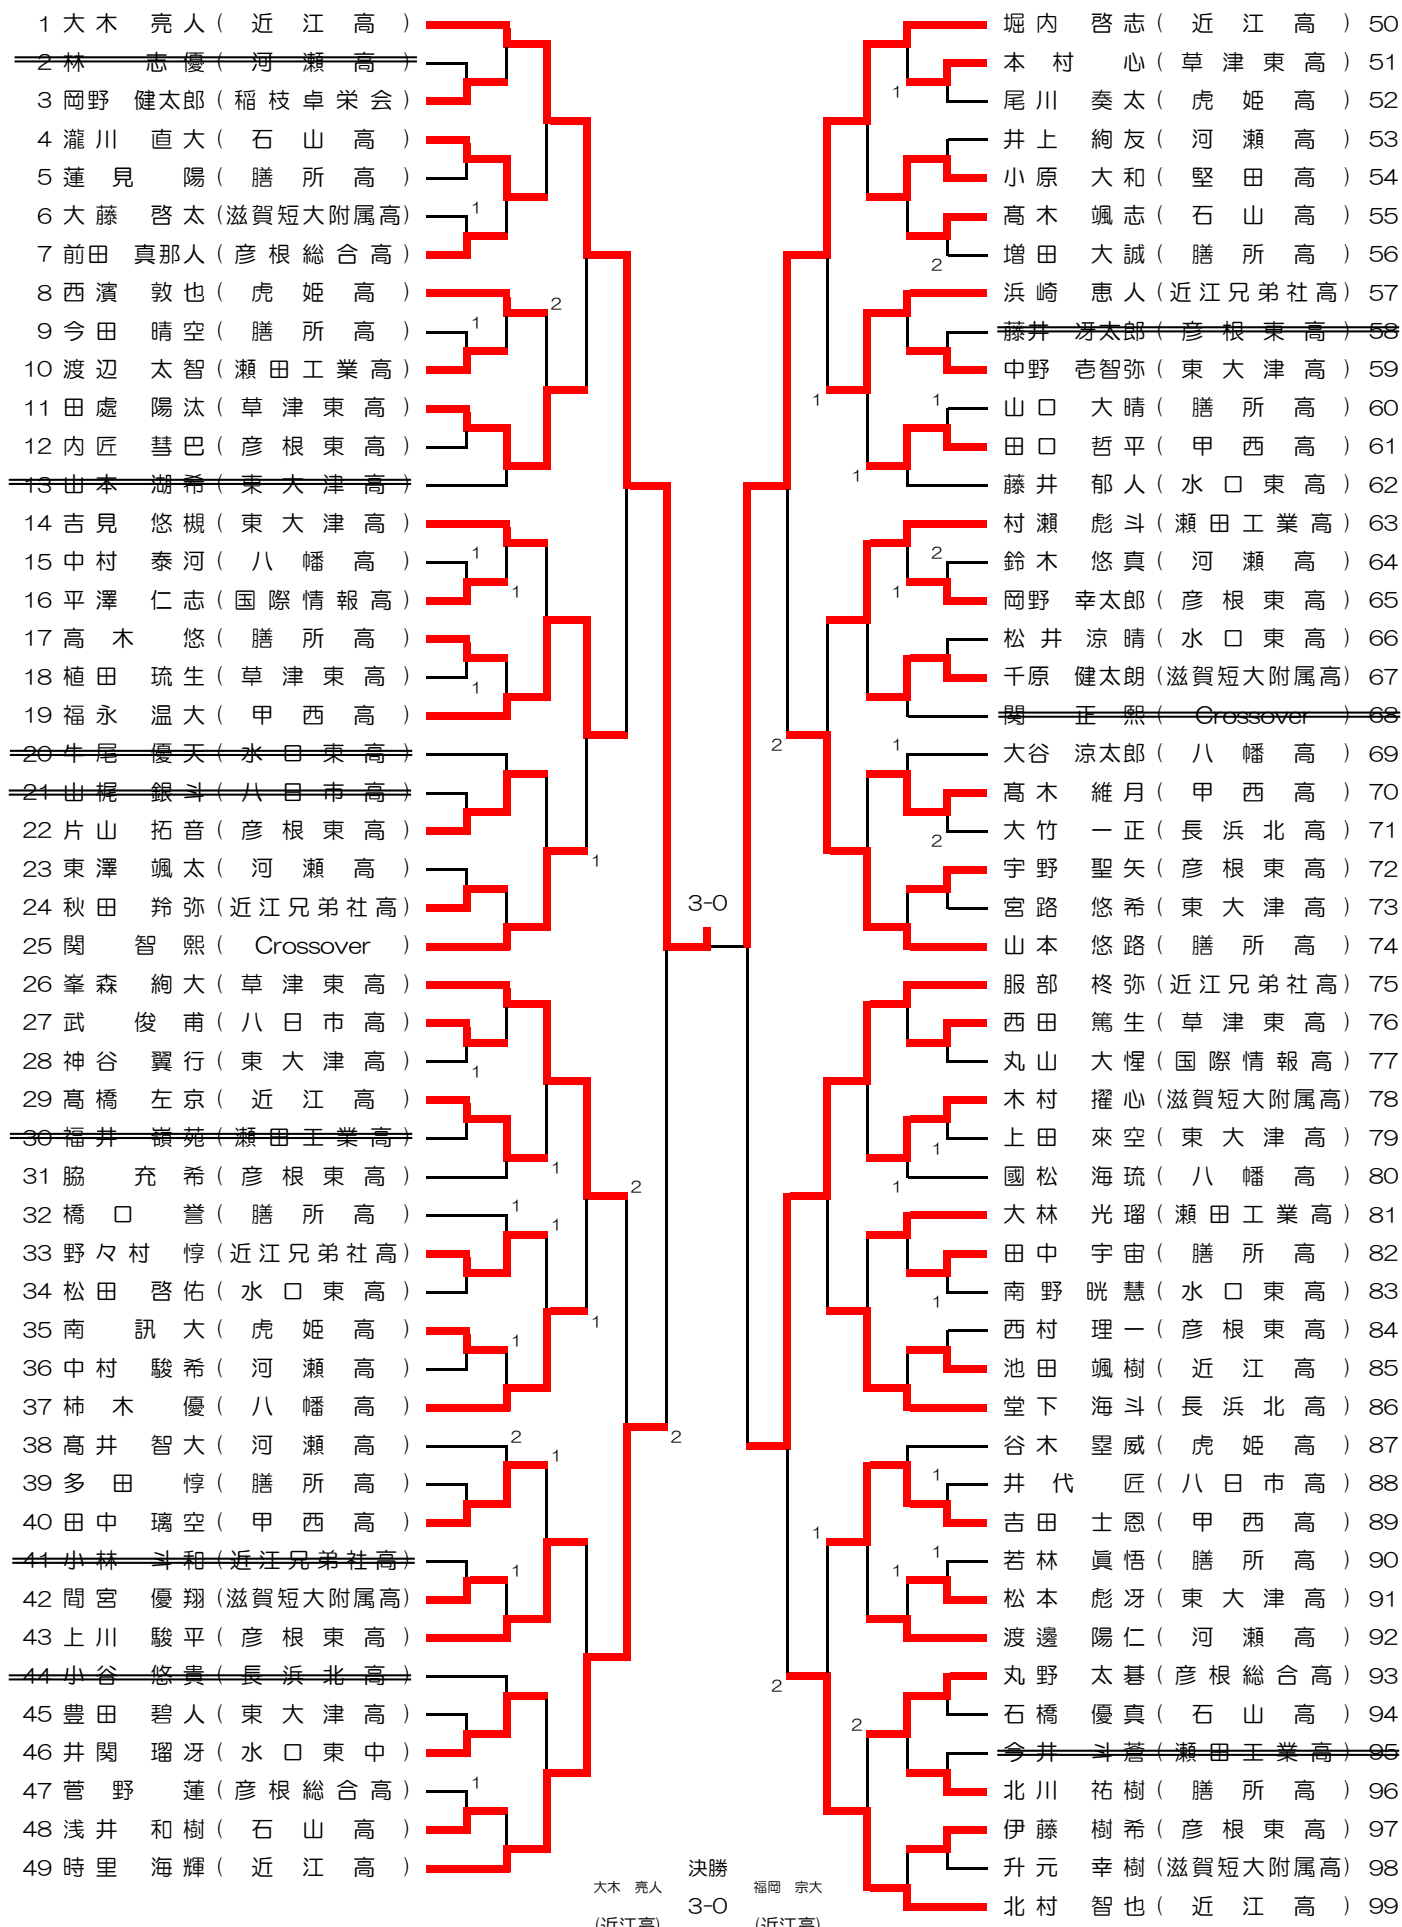 1 大木 亮人 ( 近江高 )
2 林 志優 ( 河瀬高 )
3 岡野 健太郎 ( 稲枝卓栄会 )
4 瀧川 直大 ( 石山高 )
5 蓮見 陽 ( 膳所高 )
6 大藤 啓太 (滋賀短大附属高)
1
7 前田 真那人 ( 彦根総合高 )
8 西濱 敦也 ( 虎姫高 )
2
9 今田 晴空 ( 膳所高 )
1
10 渡辺 太智 ( 瀬田工業高 )
11 田處 陽汰 ( 草津東高 )
12 内匠 彗巴 ( 彦根東高 )
13 山本 湖希 ( 東大津高 )
14 吉見 悠槻 ( 東大津高 )
15 中村 泰河 ( 八幡高 )
1
16 平澤 仁志 ( 国際情報高 )
1
17 高木 悠 ( 膳所高 )
18 植田 琉生 ( 草津東高 )
1
19 福永 温大 ( 甲西高 )
20 牛尾 優天 ( 水口東高 )
21 山梶 銀斗 ( 八日市高 )
22 片山 拓音 ( 彦根東高 )
1
23 東澤 颯太 ( 河瀬高 )
24 秋田 羚弥 (近江兄弟社高)
25 関 智熙 ( Crossover )
26 峯森 絢大 ( 草津東高 )
27 武 俊甫 ( 八日市高 )
28 神谷 翼行 ( 東大津高 )
1
29 髙橋 左京 ( 近江高 )
30 福井 嶺苑 ( 瀬田工業高 )
1
31 脇 充希 ( 彦根東高 )
2
32 橋口 誉 ( 膳所高 )
1
1
33 野々村 惇 (近江兄弟社高)
34 松田 啓佑 ( 水口東高 )
1
35 南 訊大 ( 虎姫高 )
1
36 中村 駿希 ( 河瀬高 )
37 柿木 優 ( 八幡高 )
38 髙井 智大 ( 河瀬高 )
2
1
2
39 多田 惇 ( 膳所高 )
40 田中 璃空 ( 甲西高 )
41 小林 斗和 (近江兄弟社高)
1
42 間宮 優翔 (滋賀短大附属高)
43 上川 駿平 ( 彦根東高 )
44 小谷 悠貴 ( 長浜北高 )
45 豊田 碧人 ( 東大津高 )
46 井関 瑠冴 ( 水口東中 )
47 菅野 蓮 ( 彦根総合高 )
1
48 浅井 和樹 ( 石山高 )
49 時里 海輝 ( 近江高 )
3-0
堀内 啓志 ( 近江高 ) 50
本村 心 ( 草津東高 ) 51
1
尾川 奏太 ( 虎姫高 ) 52
井上 絢友 ( 河瀬高 ) 53
小原 大和 ( 堅田高 ) 54
髙木 颯志 ( 石山高 ) 55
増田 大誠 ( 膳所高 ) 56
2
浜崎 恵人 (近江兄弟社高) 57
藤井 冴太郎 ( 彦根東高 ) 58
中野 壱智弥 ( 東大津高 ) 59
1
1
山口 大晴 ( 膳所高 ) 60
田口 哲平 ( 甲西高 ) 61
1
藤井 郁人 ( 水口東高 ) 62
村瀬 彪斗 ( 瀬田工業高 ) 63
2
鈴木 悠真 ( 河瀬高 ) 64
1
岡野 幸太郎 ( 彦根東高 ) 65
松井 涼晴 ( 水口東高 ) 66
千原 健太朗 (滋賀短大附属高) 67
関 正熙 ( Crossover ) 68
2
1
大谷 涼太郎 ( 八幡高 ) 69
髙木 維月 ( 甲西高 ) 70
大竹 一正 ( 長浜北高 ) 71
2
宇野 聖矢 ( 彦根東高 ) 72
宮路 悠希 ( 東大津高 ) 73
山本 悠路 ( 膳所高 ) 74
服部 柊弥 (近江兄弟社高) 75
西田 篤生 ( 草津東高 ) 76
丸山 大惺 ( 国際情報高 ) 77
木村 擢心 (滋賀短大附属高) 78
上田 來空 ( 東大津高 ) 79
1
國松 海琉 ( 八幡高 ) 80
1
大林 光瑠 ( 瀬田工業高 ) 81
田中 宇宙 ( 膳所高 ) 82
南野 晄慧 ( 水口東高 ) 83
1
西村 理一 ( 彦根東高 ) 84
池田 颯樹 ( 近江高 ) 85
堂下 海斗 ( 長浜北高 ) 86
谷木 塁威 ( 虎姫高 ) 87
1
井代 匠 ( 八日市高 ) 88
吉田 士恩 ( 甲西高 ) 89
1
1
若林 眞悟 ( 膳所高 ) 90
1
松本 彪冴 ( 東大津高 ) 91
渡邊 陽仁 ( 河瀬高 ) 92
2
丸野 太碁 ( 彦根総合高 ) 93
石橋 優真 ( 石山高 ) 94
2
今井 斗蒼 ( 瀬田工業高 ) 95
北川 祐樹 ( 膳所高 ) 96
伊藤 樹希 ( 彦根東高 ) 97
升元 幸樹 (滋賀短大附属高) 98
北村 智也 ( 近江高 ) 99
決勝
大木 亮人 3-0 福岡 宗大
(近江高) (近江高)